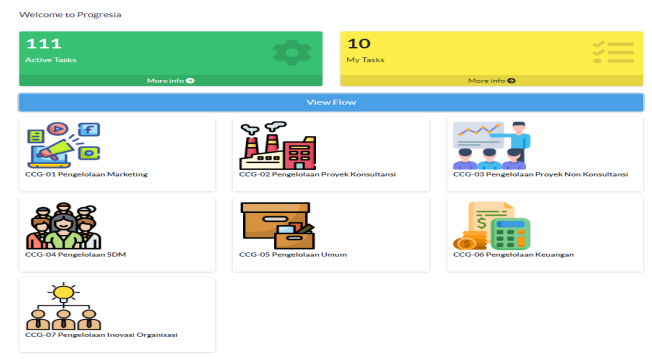 Welcome to Progresia
111
Active Tasks
More info
10
My Tasks
More info
View Flow
CCG-01 Pengelolaan Marketing
CCG-02 Pengelolaan Proyek Konsultansi
CCG-03 Pengelolaan Proyek Non Konsultansi
CCG-04 Pengelolaan SDM
CCG-05 Pengelolaan Umum
CCG-06 Pengelolaan Keuangan
CCG-07 Pengelolaan Inovasi Organisasi